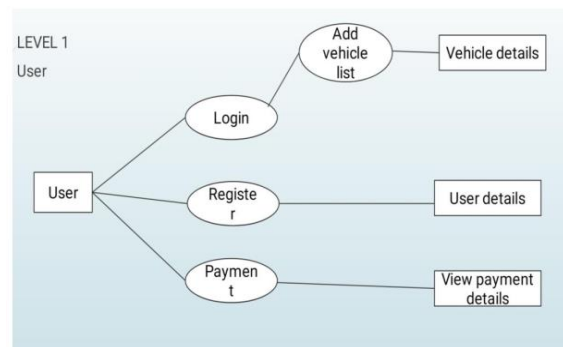 LEVEL 1
User
Add
vehicle
list
Vehicle details
Login
User
Registe
r
User details
Paymen
t
View payment
details